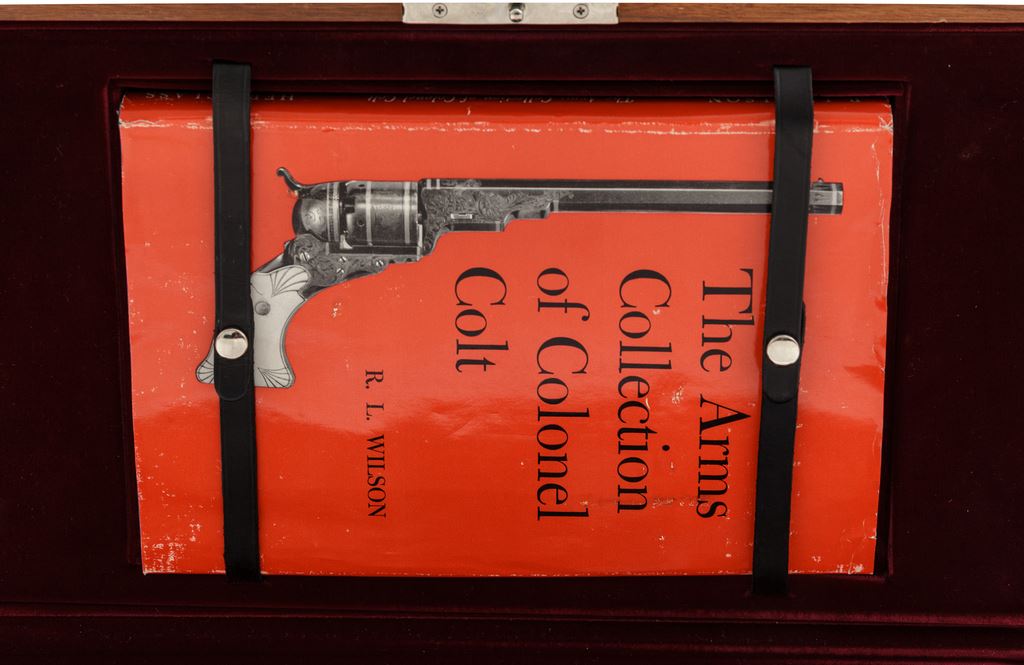 The Arms
Collection
of Colonel
Colt
R. L. WILSON